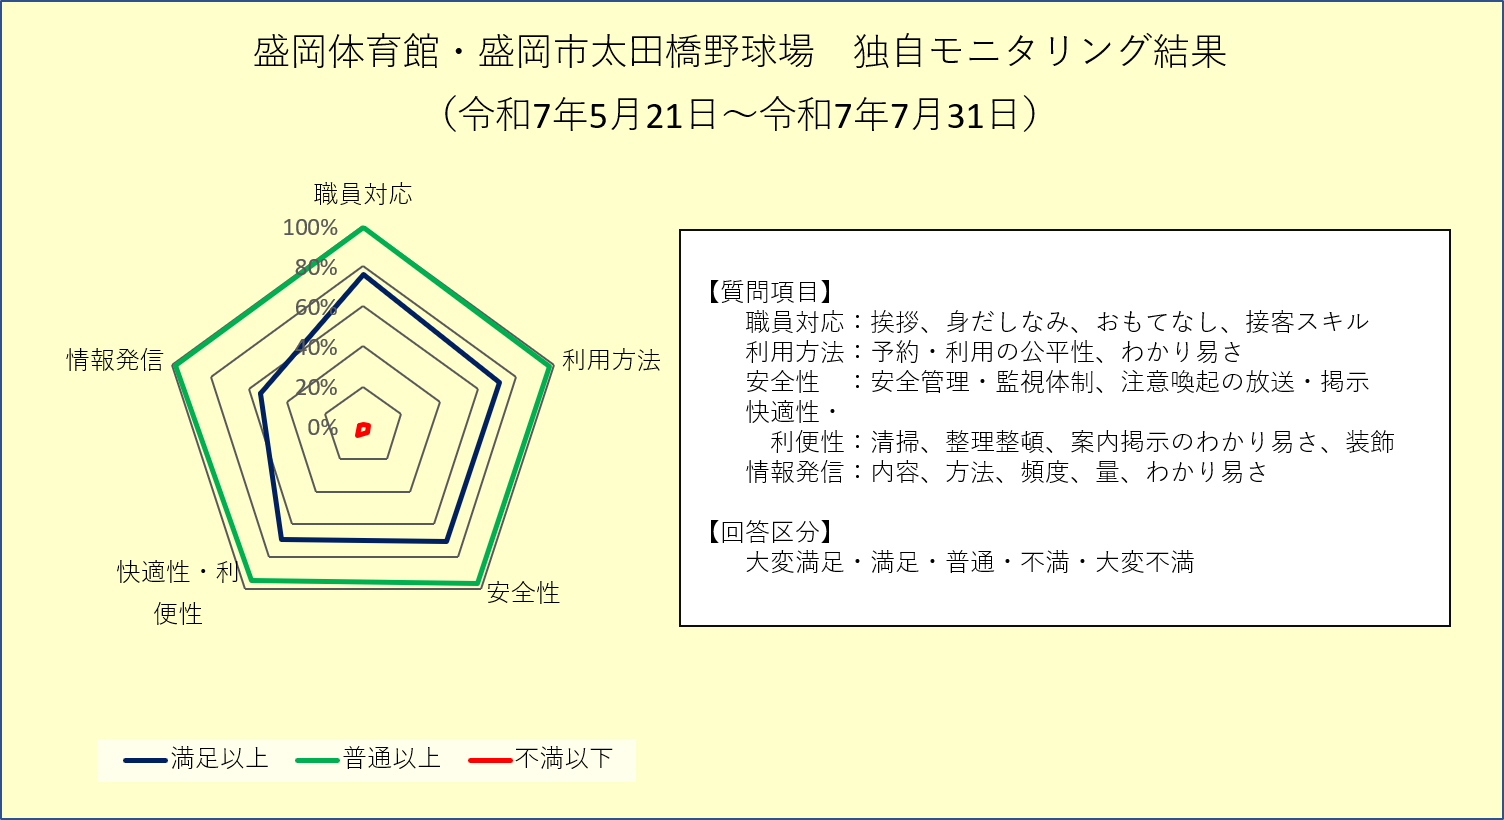 盛岡体育館・盛岡市太田橋野球場　独自モニタリング結果
（令和7年5月21日～令和7年7月31日）
職員対応
100%
80%
60%
40%
20%
0%
情報発信
利用方法
快適性・利
便性
安全性
【質問項目】
職員対応：挨拶、身だしなみ、おもてなし、接客スキル
利用方法：予約・利用の公平性、わかり易さ
安全性　：安全管理・監視体制、注意喚起の放送・掲示
快適性・
利便性：清掃、整理整頓、案内掲示のわかり易さ、装飾
情報発信：内容、方法、頻度、量、わかり易さ
【回答区分】
大変満足・満足・普通・不満・大変不満
満足以上 普通以上 不満以下